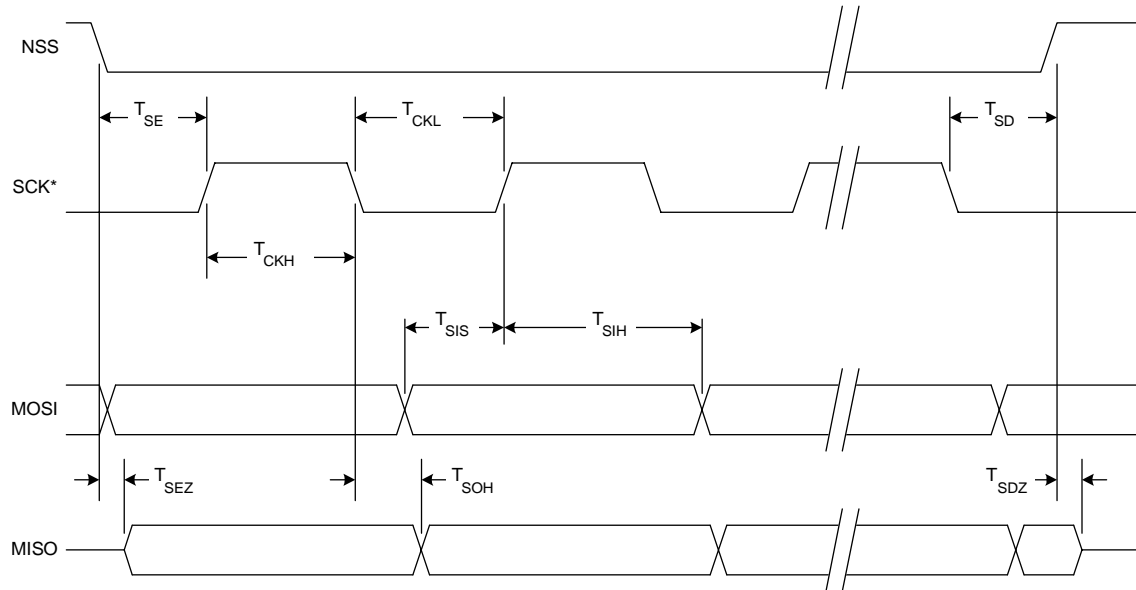 NSS
T_SE
T_CKL
T_SD
SCK*
T_CKH
T_SIS
T_SIH
MOSI
T_SEZ
T_SOH
T_SDZ
MISO